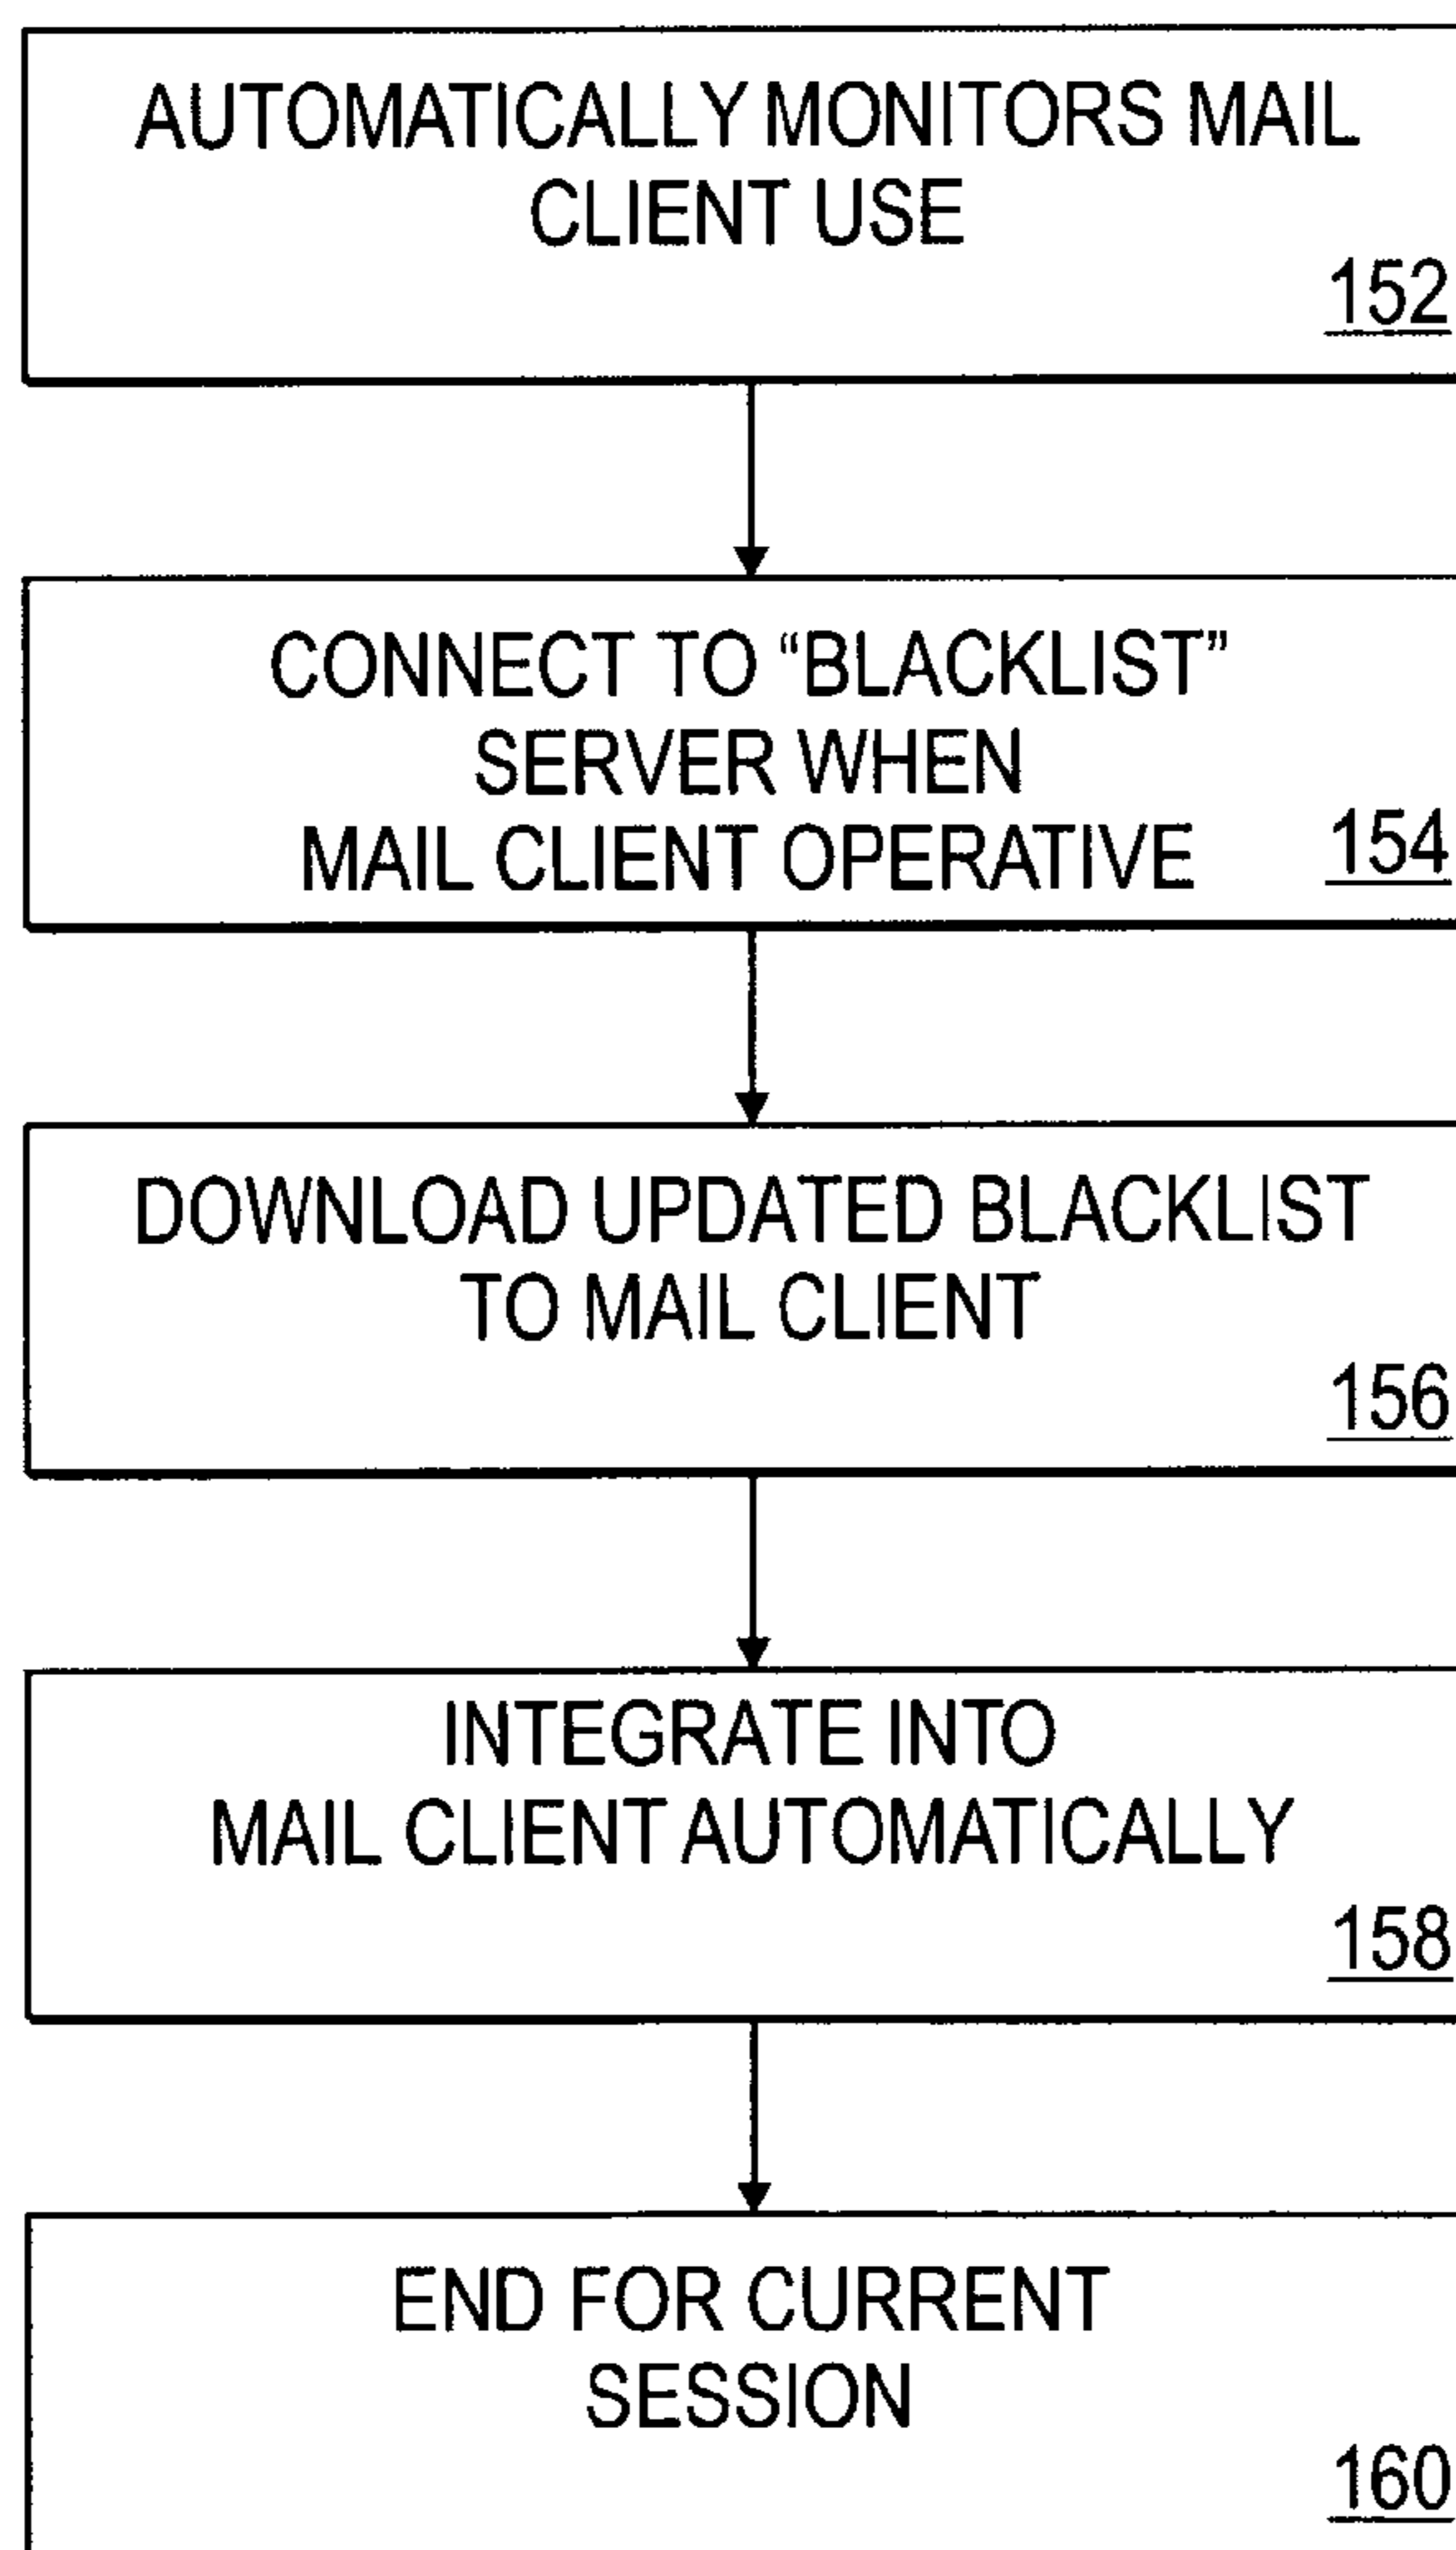 AUTOMATICALLY MONITORS MAIL
CLIENT USE
152
CONNECT TO “BLACKLIST”
SERVER WHEN
MAIL CLIENT OPERATIVE
154
DOWNLOAD UPDATED BLACKLIST
TO MAIL CLIENT
156
INTEGRATE INTO
MAIL CLIENT AUTOMATICALLY
158
END FOR CURRENT
SESSION
160